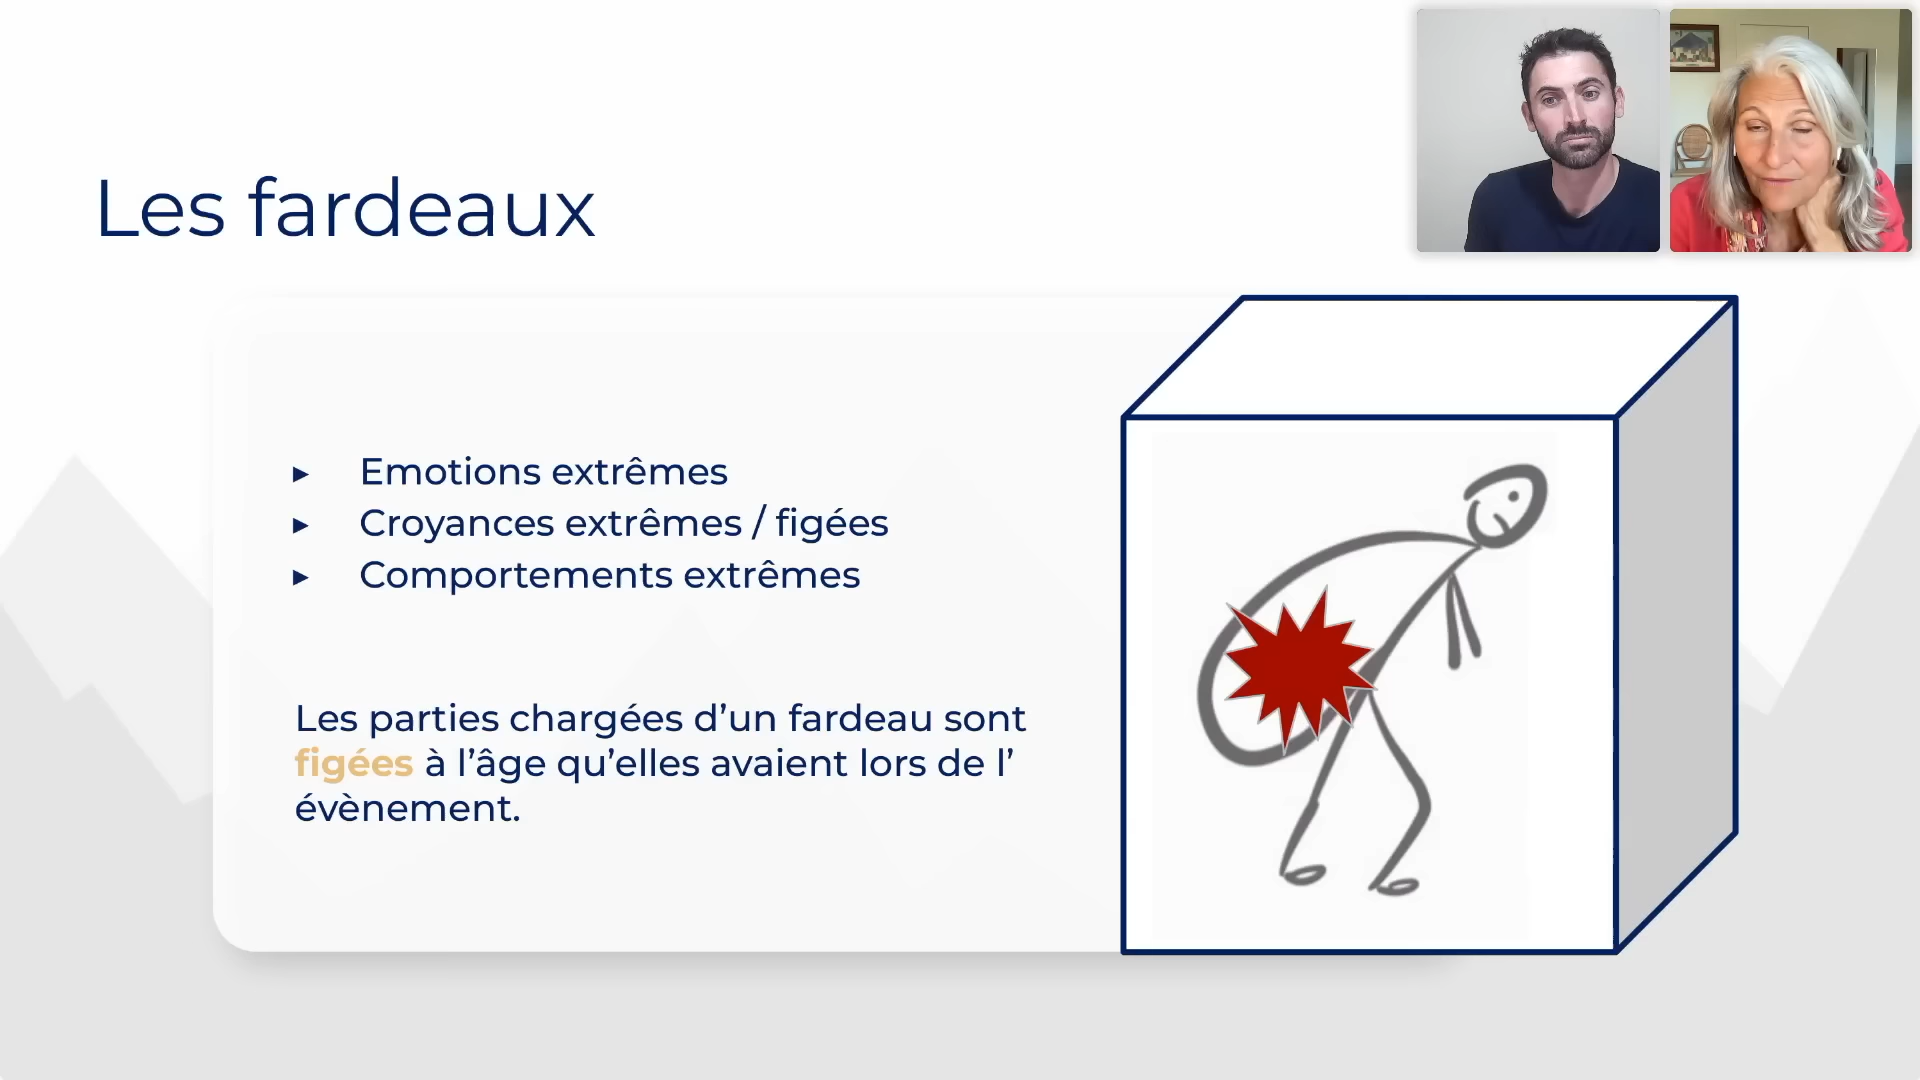 Les fardeaux
▸ Emotions extrêmes
▸ Croyances extrêmes / figées
▸ Comportements extrêmes
Les parties chargées d’un fardeau sont
figées à l’âge qu’elles avaient lors de l’
évènement.